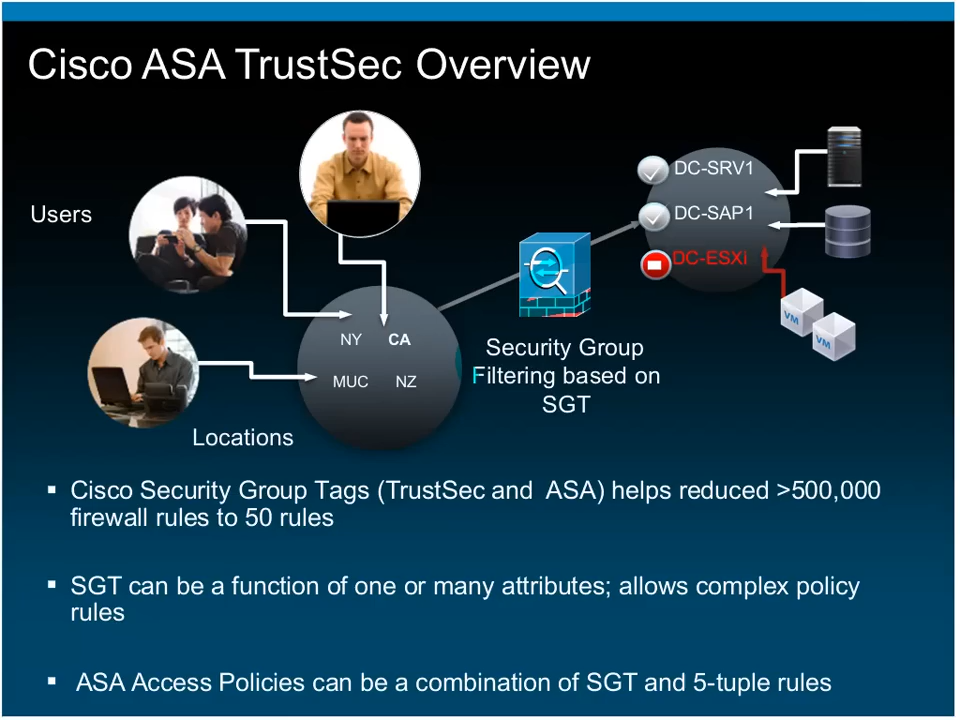 Cisco ASA TrustSec Overview
Users
DC-SRV1
DC-SAP1
DC-ESXi
VM
VM
NY CA
MUC NZ
Security Group
Filtering based on
SGT
Locations
Cisco Security Group Tags (TrustSec and ASA) helps reduced >500,000
firewall rules to 50 rules
SGT can be a function of one or many attributes; allows complex policy
rules
ASA Access Policies can be a combination of SGT and 5-tuple rules